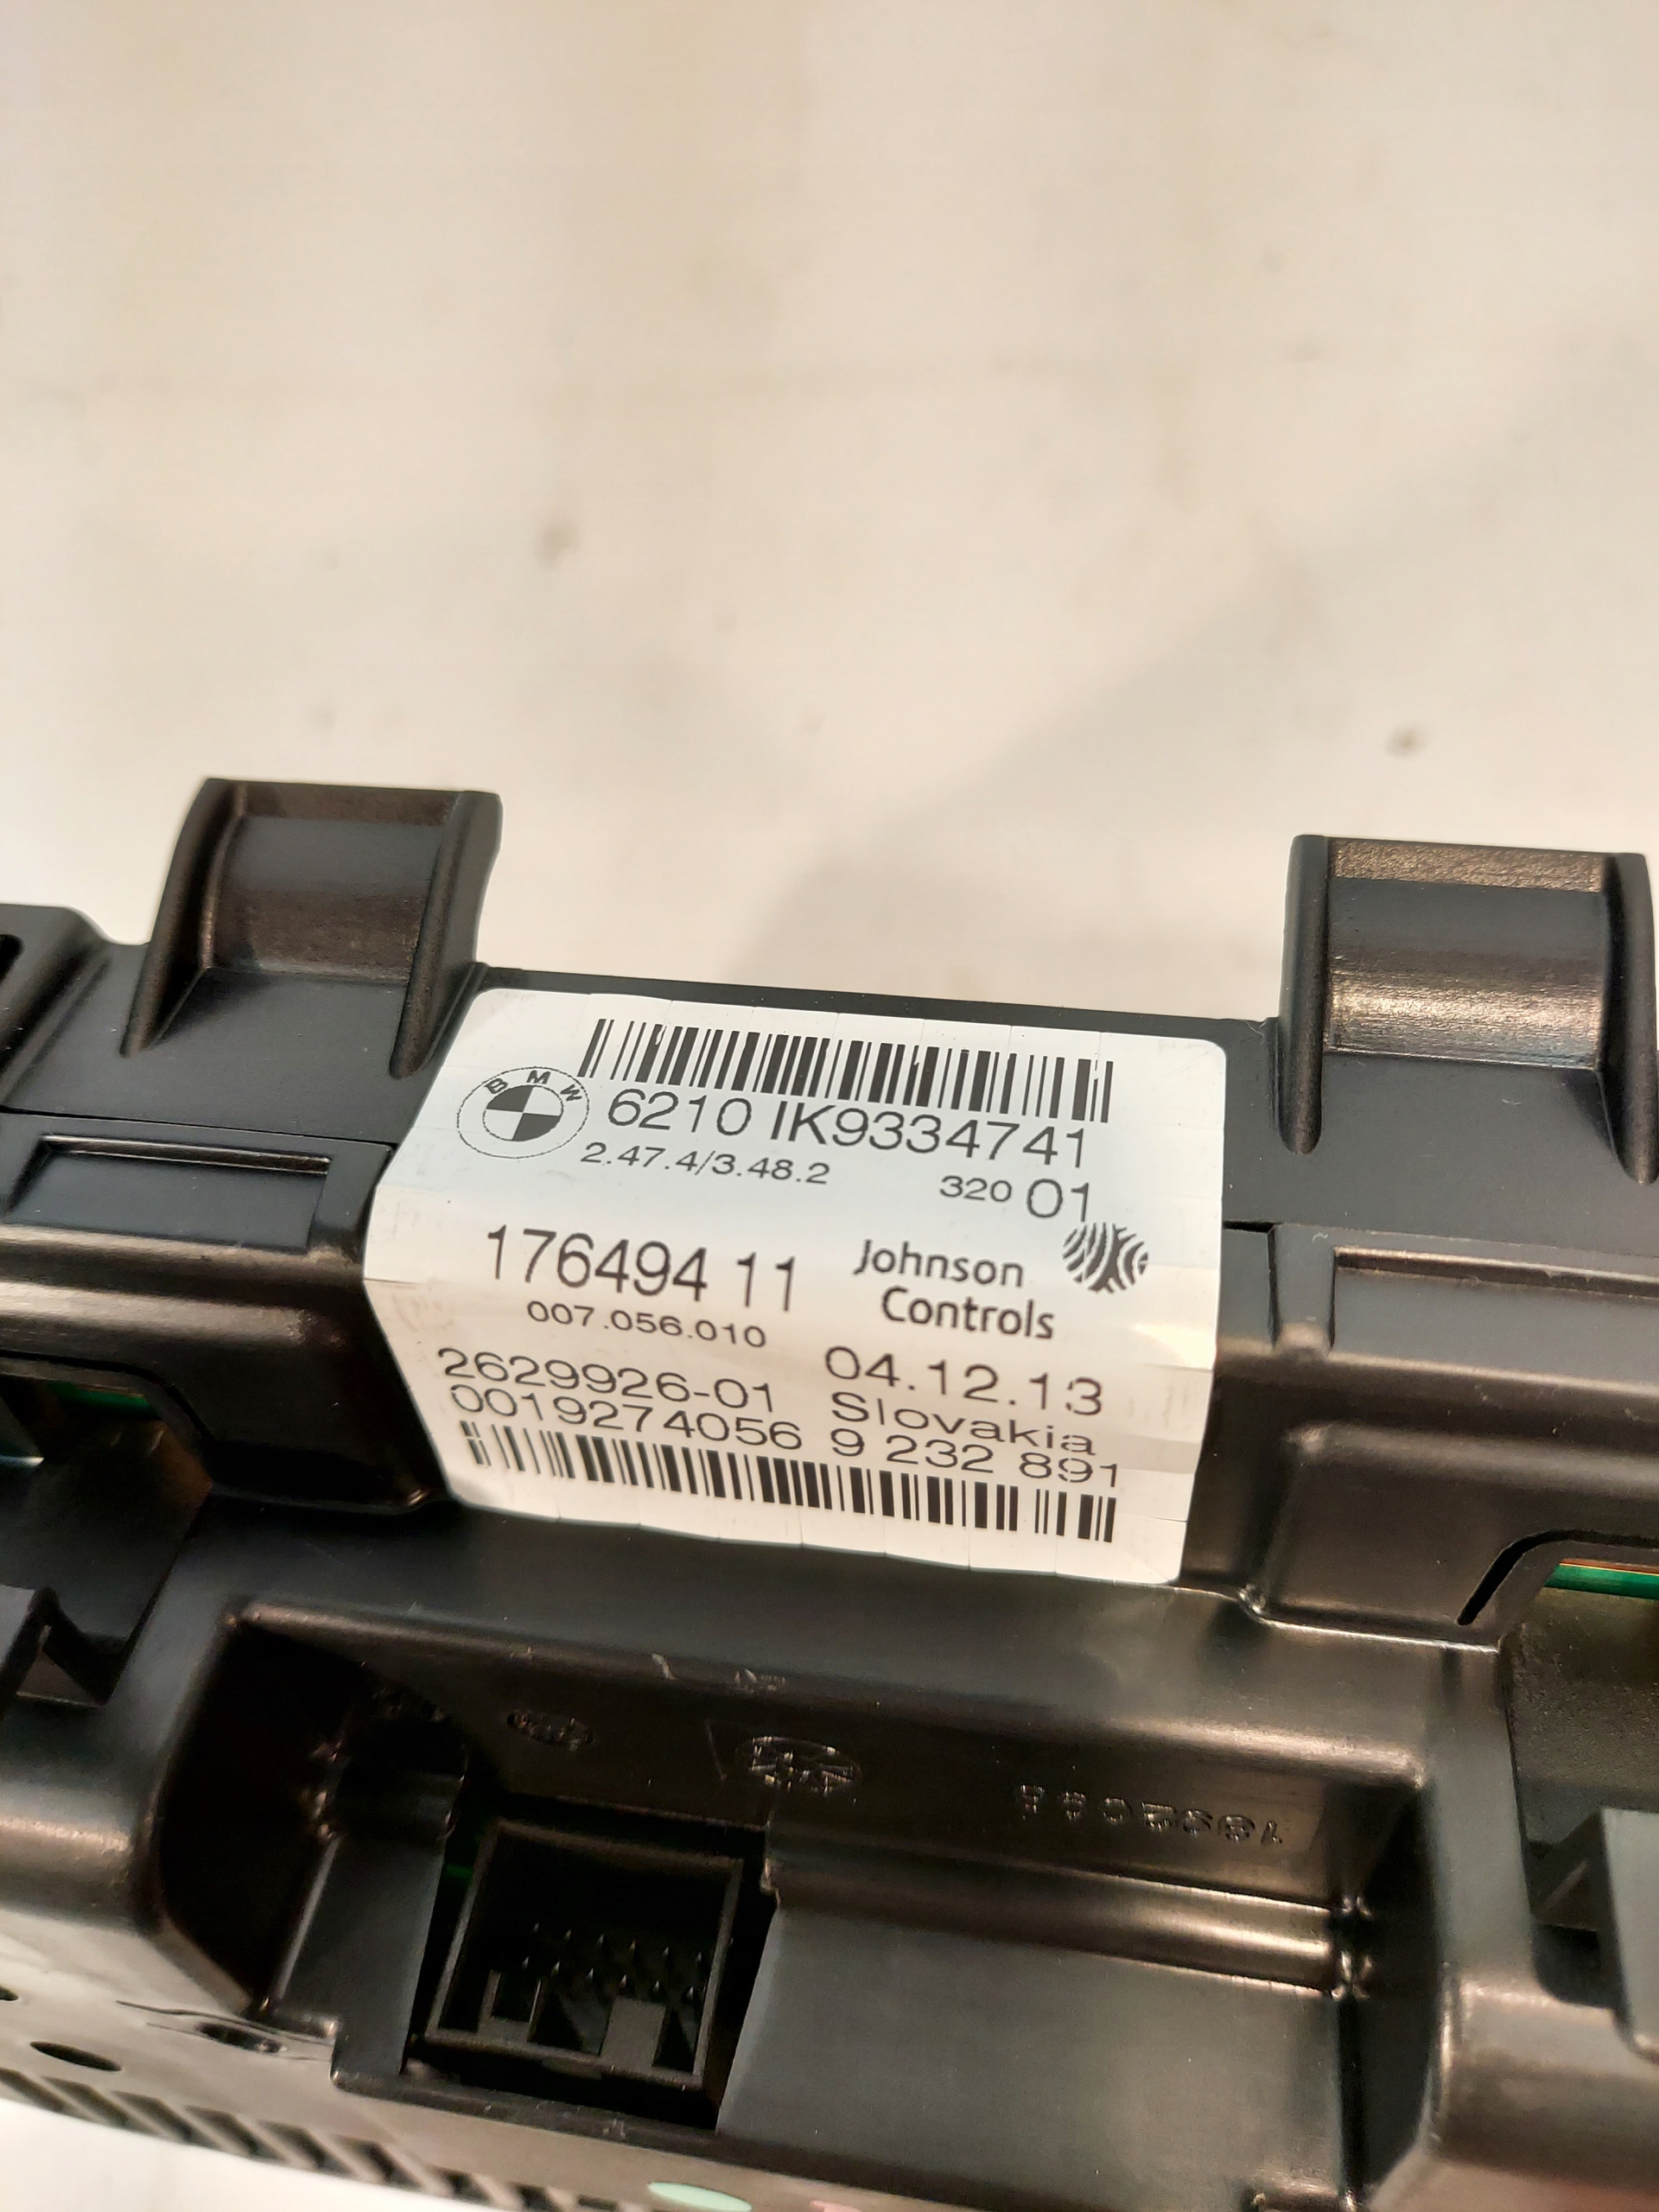 BMW
6210 IK9334741
2.47.4/3.48.2 320 01
176494 11 Johnson
Controls
007.056.010
2629926-01 04.12.13
0019274056 Slovakia
9 232 891